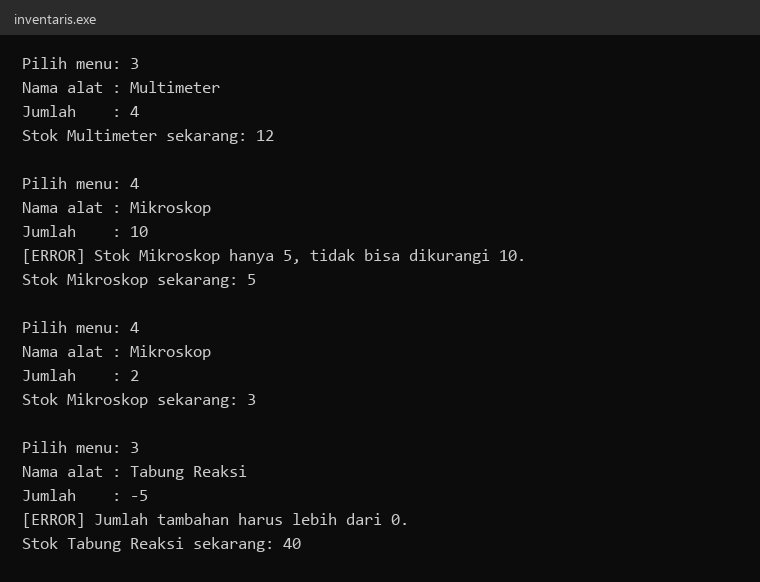 inventaris.exe
Pilih menu: 3
Nama alat : Multimeter
Jumlah    : 4
Stok Multimeter sekarang: 12
Pilih menu: 4
Nama alat : Mikroskop
Jumlah    : 10
[ERROR] Stok Mikroskop hanya 5, tidak bisa dikurangi 10.
Stok Mikroskop sekarang: 5
Pilih menu: 4
Nama alat : Mikroskop
Jumlah    : 2
Stok Mikroskop sekarang: 3
Pilih menu: 3
Nama alat : Tabung Reaksi
Jumlah    : -5
[ERROR] Jumlah tambahan harus lebih dari 0.
Stok Tabung Reaksi sekarang: 40